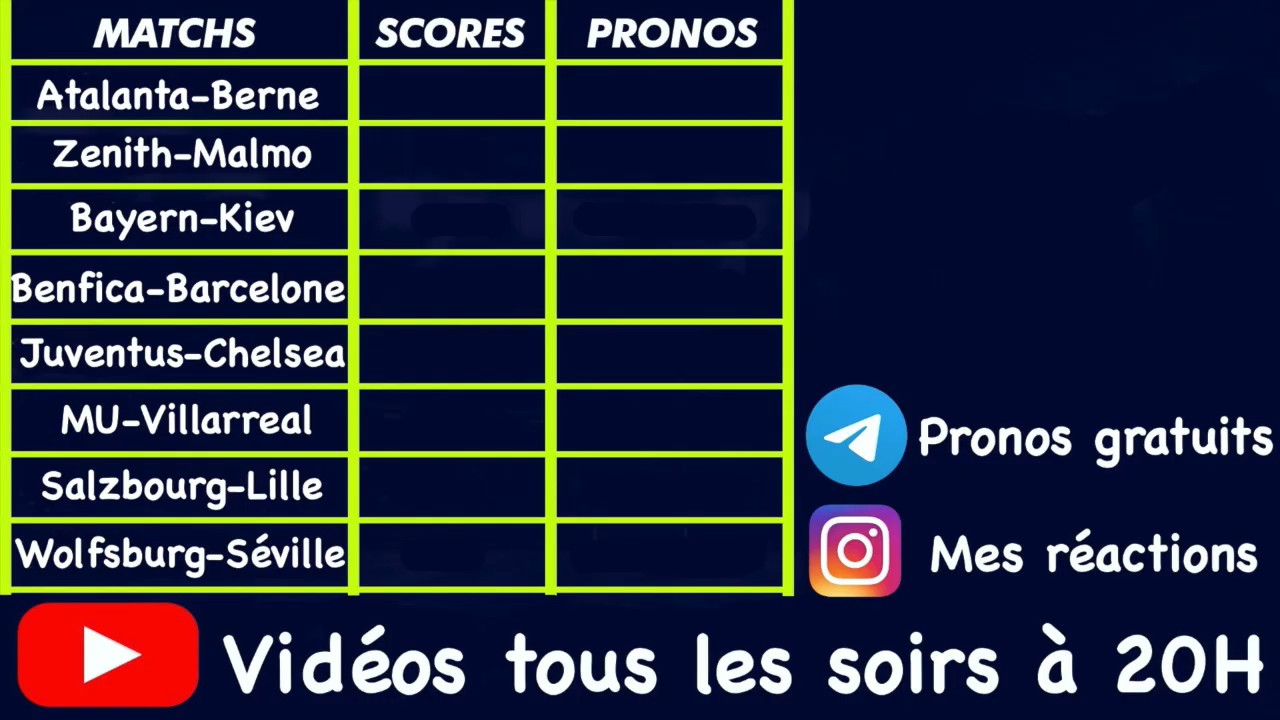 MATCHS SCORES PRONOS
Atalanta-Berne
Zenith-Malmo
Bayern-Kiev
Benfica-Barcelone
Juventus-Chelsea
MU-Villarreal
Salzbourg-Lille
Wolfsburg-Séville
Pronos gratuits
Mes réactions
Vidéos tous les soirs à 20H